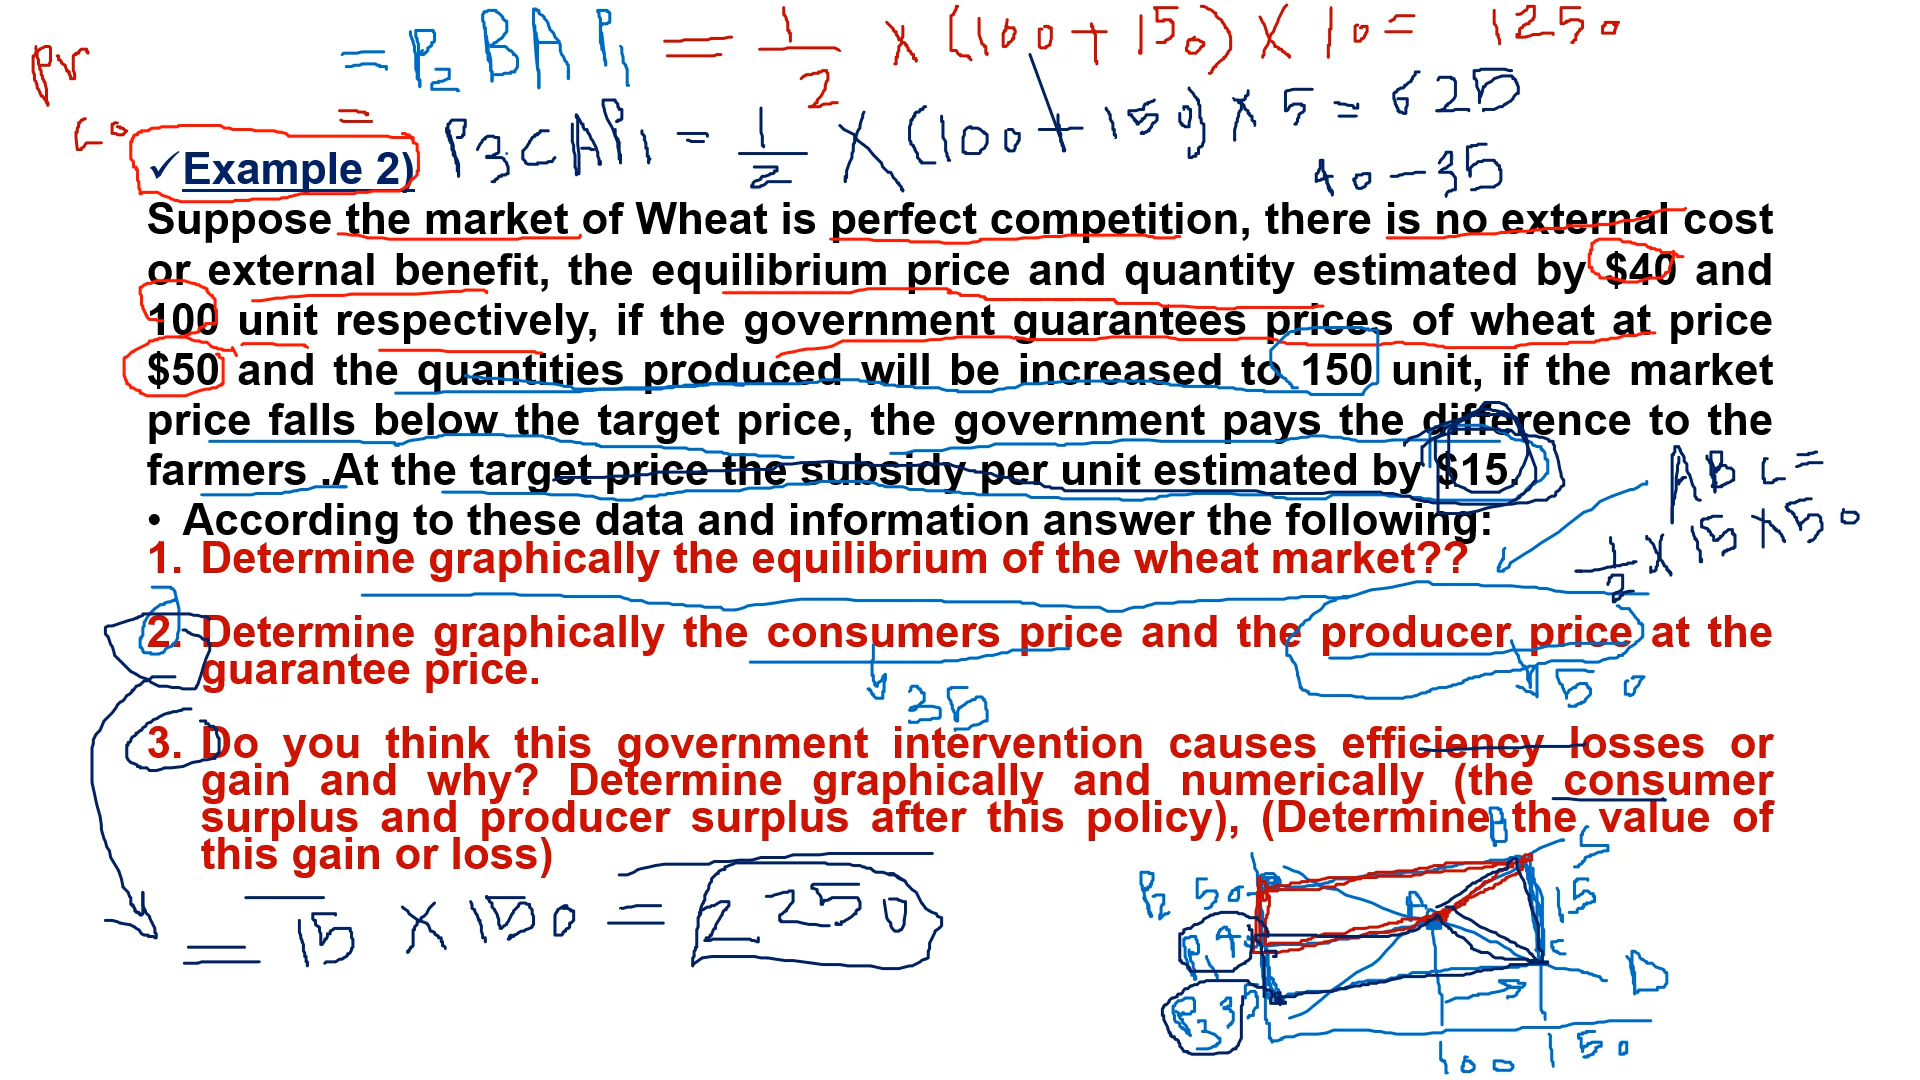 pr = P2 BAP1 = 1/2 x (100 + 150) x 10 = 1250
co = P3CAP1 = 1/2 x (100 + 150) x 5 = 625
40 - 35
✓Example 2)
Suppose the market of Wheat is perfect competition, there is no external cost
or external benefit, the equilibrium price and quantity estimated by $40 and
100 unit respectively, if the government guarantees prices of wheat at price
$50 and the quantities produced will be increased to 150 unit, if the market
price falls below the target price, the government pays the difference to the
farmers .At the target price the subsidy per unit estimated by $15.
ABC =
1/2 x 15 x 50
• According to these data and information answer the following:
1. Determine graphically the equilibrium of the wheat market??
2. Determine graphically the consumers price and the producer price at the
guarantee price.
35
50
3. Do you think this government intervention causes efficiency losses or
gain and why? Determine graphically and numerically (the consumer
surplus and producer surplus after this policy), (Determine the value of
this gain or loss)
= 15 x 150 = 2250
B
S
P2 50
A
15
P1 40
C
D
P3 35
100
150